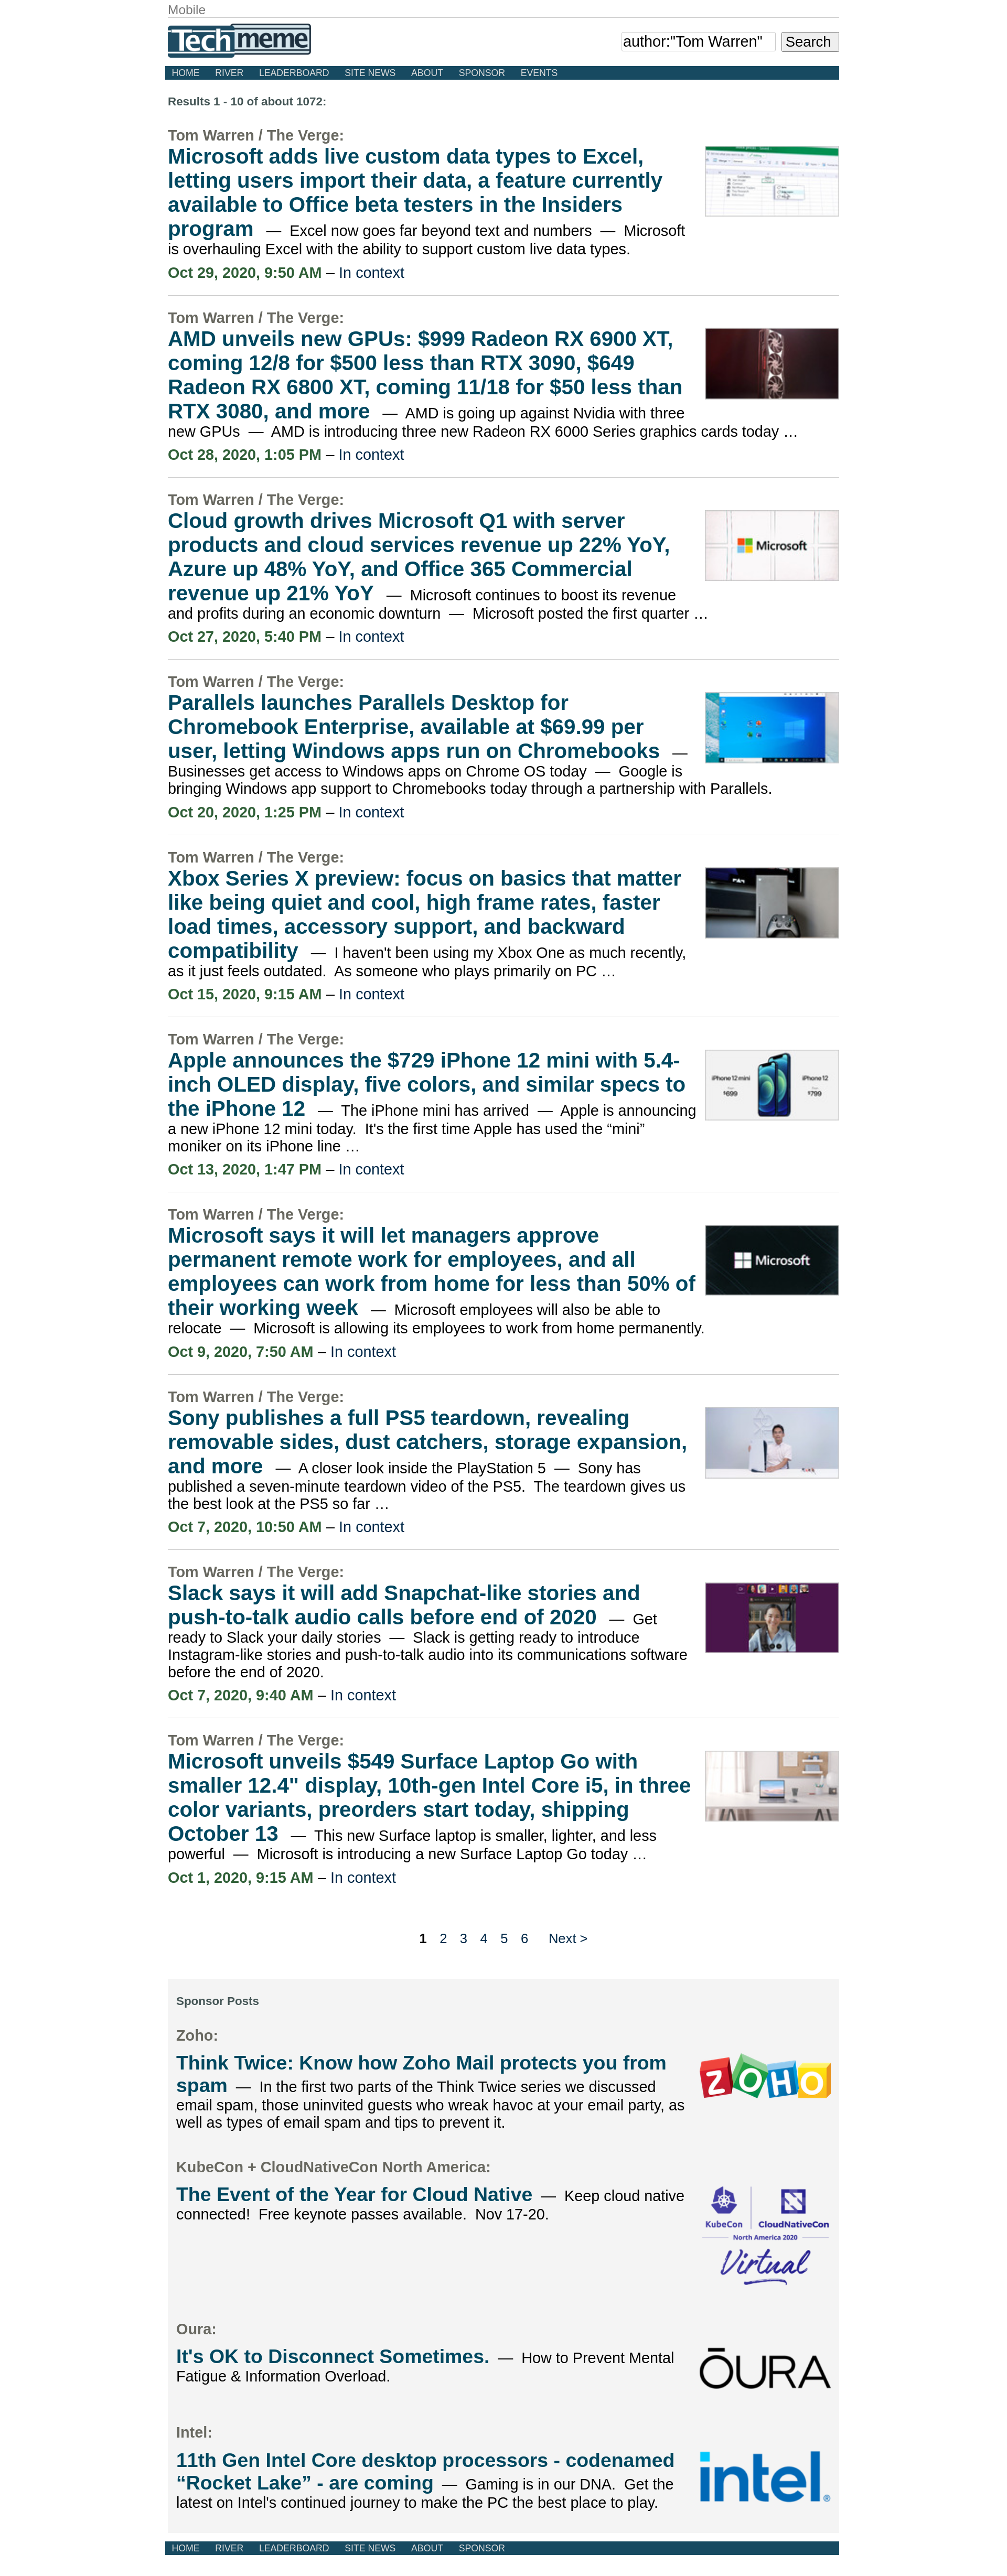 Mobile
Techmeme
author:"Tom Warren" Search
HOME RIVER LEADERBOARD SITE NEWS ABOUT SPONSOR EVENTS
Results 1 - 10 of about 1072:
Tom Warren / The Verge:
Microsoft adds live custom data types to Excel,
letting users import their data, a feature currently
available to Office beta testers in the Insiders
program — Excel now goes far beyond text and numbers — Microsoft
is overhauling Excel with the ability to support custom live data types.
Oct 29, 2020, 9:50 AM – In context
Tom Warren / The Verge:
AMD unveils new GPUs: $999 Radeon RX 6900 XT,
coming 12/8 for $500 less than RTX 3090, $649
Radeon RX 6800 XT, coming 11/18 for $50 less than
RTX 3080, and more — AMD is going up against Nvidia with three
new GPUs — AMD is introducing three new Radeon RX 6000 Series graphics cards today …
Oct 28, 2020, 1:05 PM – In context
Tom Warren / The Verge:
Cloud growth drives Microsoft Q1 with server
products and cloud services revenue up 22% YoY,
Azure up 48% YoY, and Office 365 Commercial
revenue up 21% YoY — Microsoft continues to boost its revenue
and profits during an economic downturn — Microsoft posted the first quarter …
Microsoft
Oct 27, 2020, 5:40 PM – In context
Tom Warren / The Verge:
Parallels launches Parallels Desktop for
Chromebook Enterprise, available at $69.99 per
user, letting Windows apps run on Chromebooks —
Businesses get access to Windows apps on Chrome OS today — Google is
bringing Windows app support to Chromebooks today through a partnership with Parallels.
Oct 20, 2020, 1:25 PM – In context
Tom Warren / The Verge:
Xbox Series X preview: focus on basics that matter
like being quiet and cool, high frame rates, faster
load times, accessory support, and backward
compatibility — I haven't been using my Xbox One as much recently,
as it just feels outdated. As someone who plays primarily on PC …
Oct 15, 2020, 9:15 AM – In context
Tom Warren / The Verge:
Apple announces the $729 iPhone 12 mini with 5.4-
inch OLED display, five colors, and similar specs to
the iPhone 12 — The iPhone mini has arrived — Apple is announcing
a new iPhone 12 mini today. It's the first time Apple has used the “mini”
moniker on its iPhone line …
iPhone 12 mini iPhone 12
$699 $799
Oct 13, 2020, 1:47 PM – In context
Tom Warren / The Verge:
Microsoft says it will let managers approve
permanent remote work for employees, and all
employees can work from home for less than 50% of
their working week — Microsoft employees will also be able to
relocate — Microsoft is allowing its employees to work from home permanently.
Microsoft
Oct 9, 2020, 7:50 AM – In context
Tom Warren / The Verge:
Sony publishes a full PS5 teardown, revealing
removable sides, dust catchers, storage expansion,
and more — A closer look inside the PlayStation 5 — Sony has
published a seven-minute teardown video of the PS5. The teardown gives us
the best look at the PS5 so far …
Oct 7, 2020, 10:50 AM – In context
Tom Warren / The Verge:
Slack says it will add Snapchat-like stories and
push-to-talk audio calls before end of 2020 — Get
ready to Slack your daily stories — Slack is getting ready to introduce
Instagram-like stories and push-to-talk audio into its communications software
before the end of 2020.
Oct 7, 2020, 9:40 AM – In context
Tom Warren / The Verge:
Microsoft unveils $549 Surface Laptop Go with
smaller 12.4" display, 10th-gen Intel Core i5, in three
color variants, preorders start today, shipping
October 13 — This new Surface laptop is smaller, lighter, and less
powerful — Microsoft is introducing a new Surface Laptop Go today …
Oct 1, 2020, 9:15 AM – In context
1 2 3 4 5 6 Next >
Sponsor Posts
Zoho:
Think Twice: Know how Zoho Mail protects you from
spam — In the first two parts of the Think Twice series we discussed
email spam, those uninvited guests who wreak havoc at your email party, as
well as types of email spam and tips to prevent it.
ZOHO
KubeCon + CloudNativeCon North America:
The Event of the Year for Cloud Native — Keep cloud native
connected! Free keynote passes available. Nov 17-20.
KubeCon CloudNativeCon
North America 2020
Virtual
Oura:
It's OK to Disconnect Sometimes. — How to Prevent Mental
Fatigue & Information Overload.
ŌURA
Intel:
11th Gen Intel Core desktop processors - codenamed
“Rocket Lake” - are coming — Gaming is in our DNA. Get the
latest on Intel's continued journey to make the PC the best place to play.
intel®
HOME RIVER LEADERBOARD SITE NEWS ABOUT SPONSOR